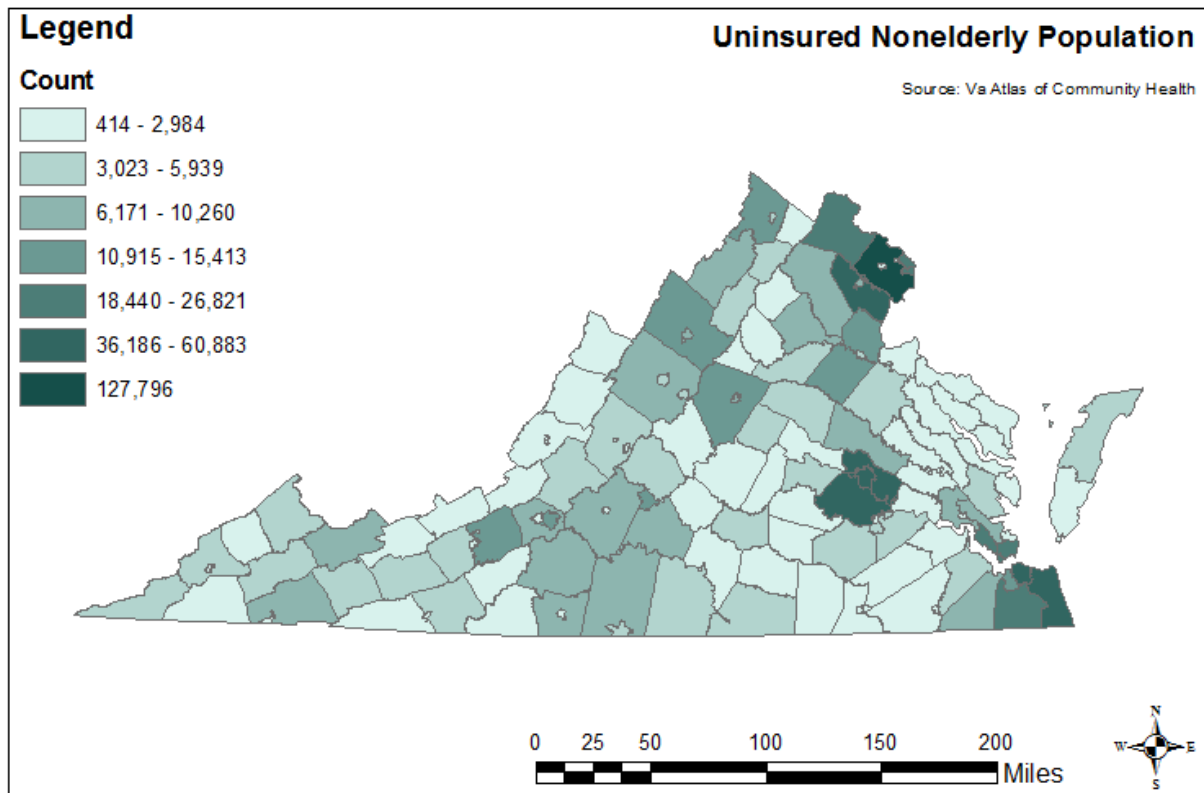 Legend
Uninsured Nonelderly Population
Count
Source: Va Atlas of Community Health
414 - 2,984
3,023 - 5,939
6,171 - 10,260
10,915 - 15,413
18,440 - 26,821
36,186 - 60,883
127,796
N
W E
S
0 25 50 100 150 200
Miles